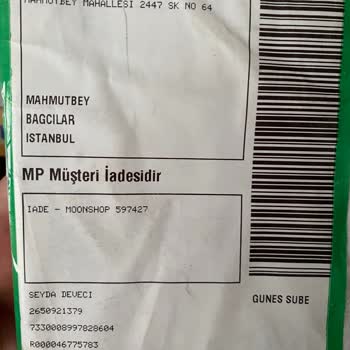 MAHMUTBEY MAHALLESI 2447 SK NO 64
MAHMUTBEY
BAGCILAR
ISTANBUL
MP Müşteri İadesidir
IADE - MOONSHOP 597427
SEYDA DEVECI
2650921379
7330008997828604
R000046775783
GUNES SUBE